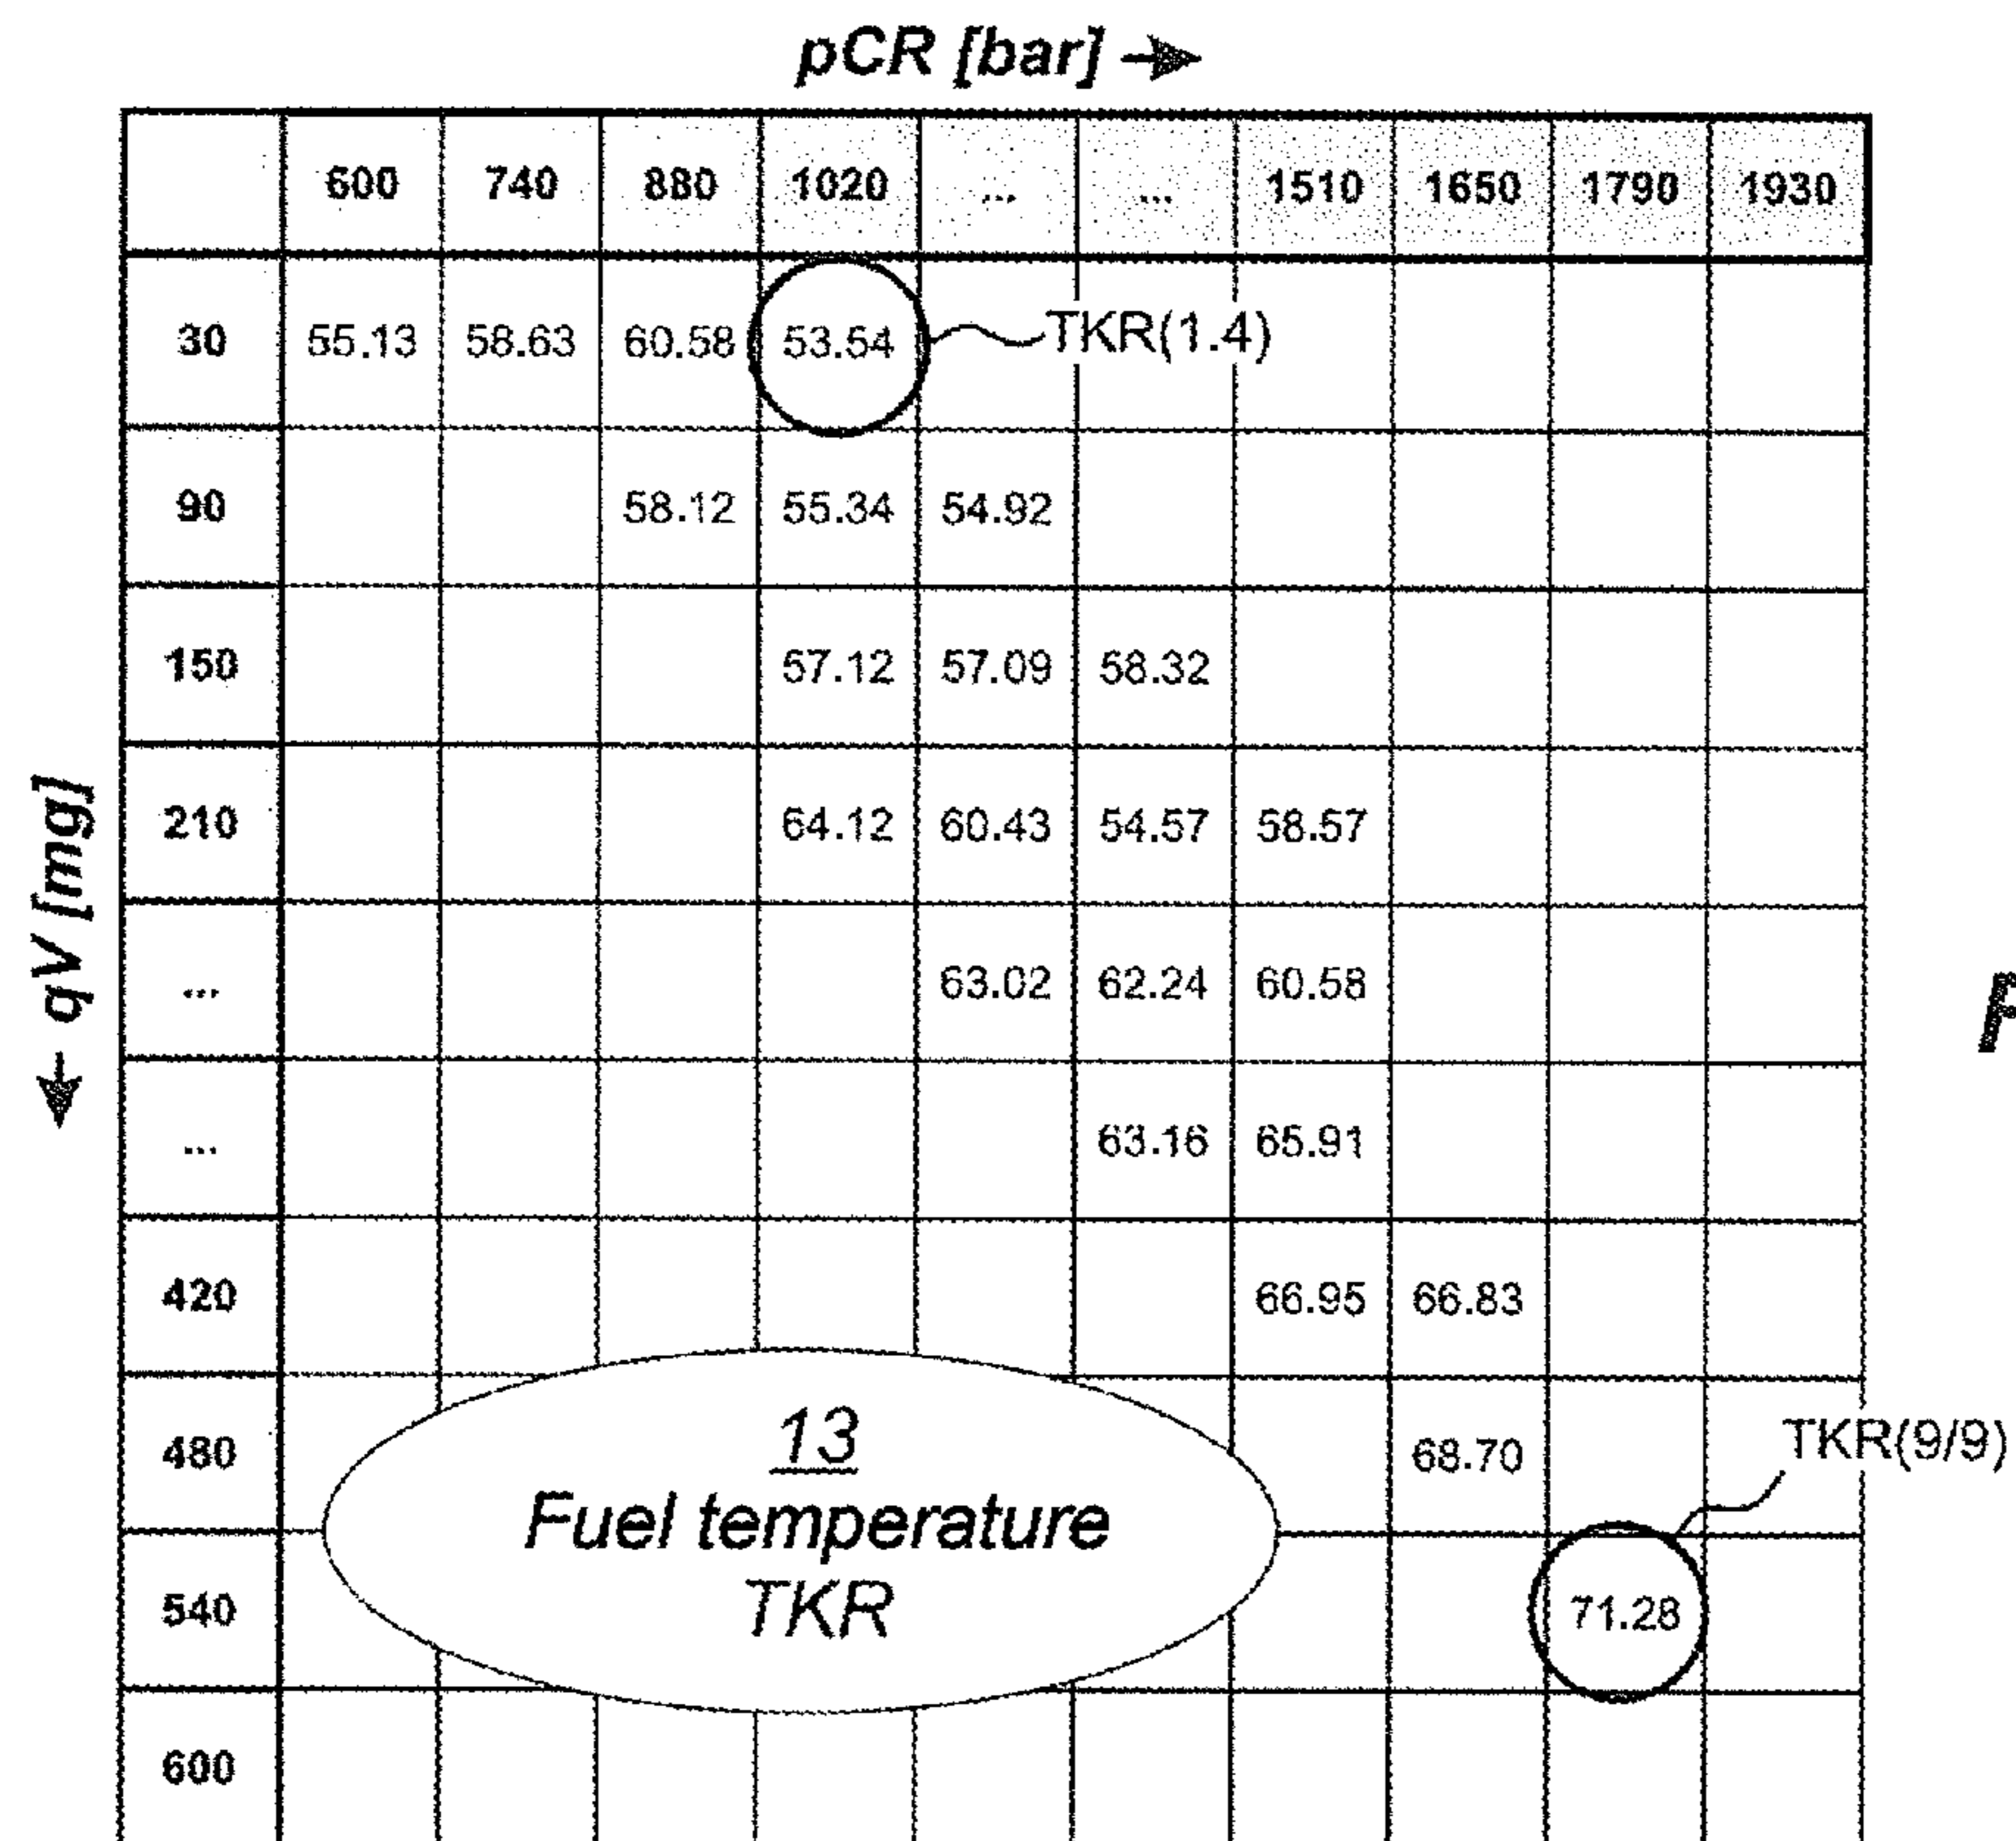 pCR [bar]
600 740 880 1020 ... ... 1510 1650 1790 1930
30 55.13 58.63 60.58 53.54 TKR(1.4)
90 58.12 55.34 54.92
150 57.12 57.09 58.32
210 64.12 60.43 54.57 58.57
... 63.02 62.24 60.58
... 63.16 65.91
420 66.95 66.83
480 68.70 TKR(9/9)
540 71.28
600
qV [mg]
13
Fuel temperature
TKR